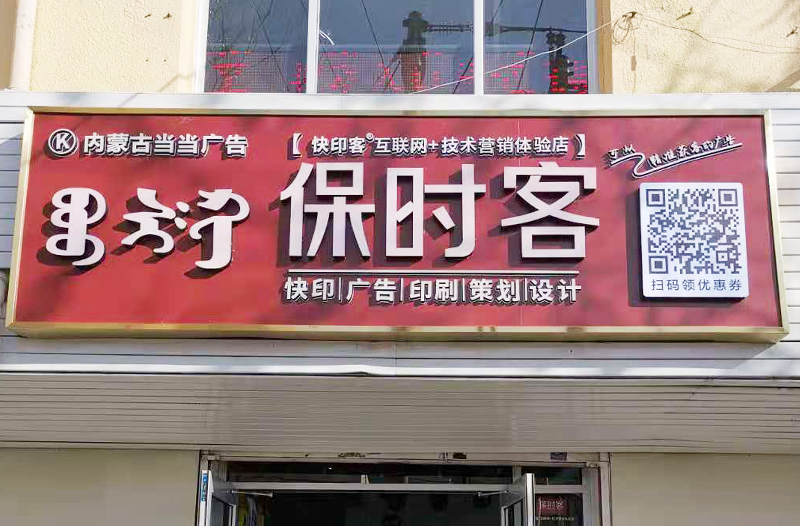 K 内蒙古当当广告
【 快印客®互联网+技术营销体验店 】
保时客
快印|广告|印刷|策划|设计
扫码领优惠券